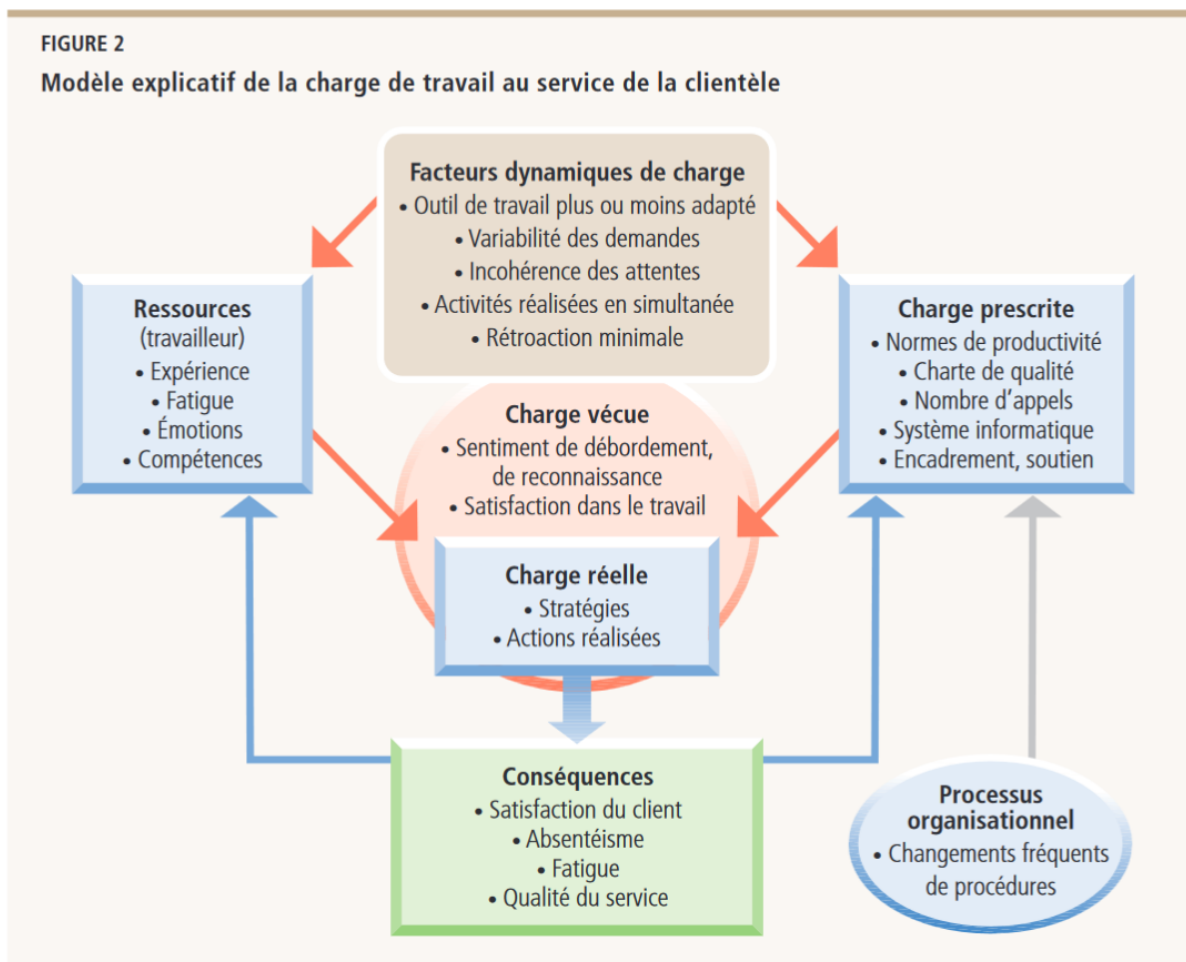 FIGURE 2
Modèle explicatif de la charge de travail au service de la clientèle
Facteurs dynamiques de charge
• Outil de travail plus ou moins adapté
• Variabilité des demandes
• Incohérence des attentes
• Activités réalisées en simultanée
• Rétroaction minimale
Ressources
(travailleur)
• Expérience
• Fatigue
• Émotions
• Compétences
Charge prescrite
• Normes de productivité
• Charte de qualité
• Nombre d’appels
• Système informatique
• Encadrement, soutien
Charge vécue
• Sentiment de débordement,
de reconnaissance
• Satisfaction dans le travail
Charge réelle
• Stratégies
• Actions réalisées
Conséquences
• Satisfaction du client
• Absentéisme
• Fatigue
• Qualité du service
Processus
organisationnel
• Changements fréquents
de procédures